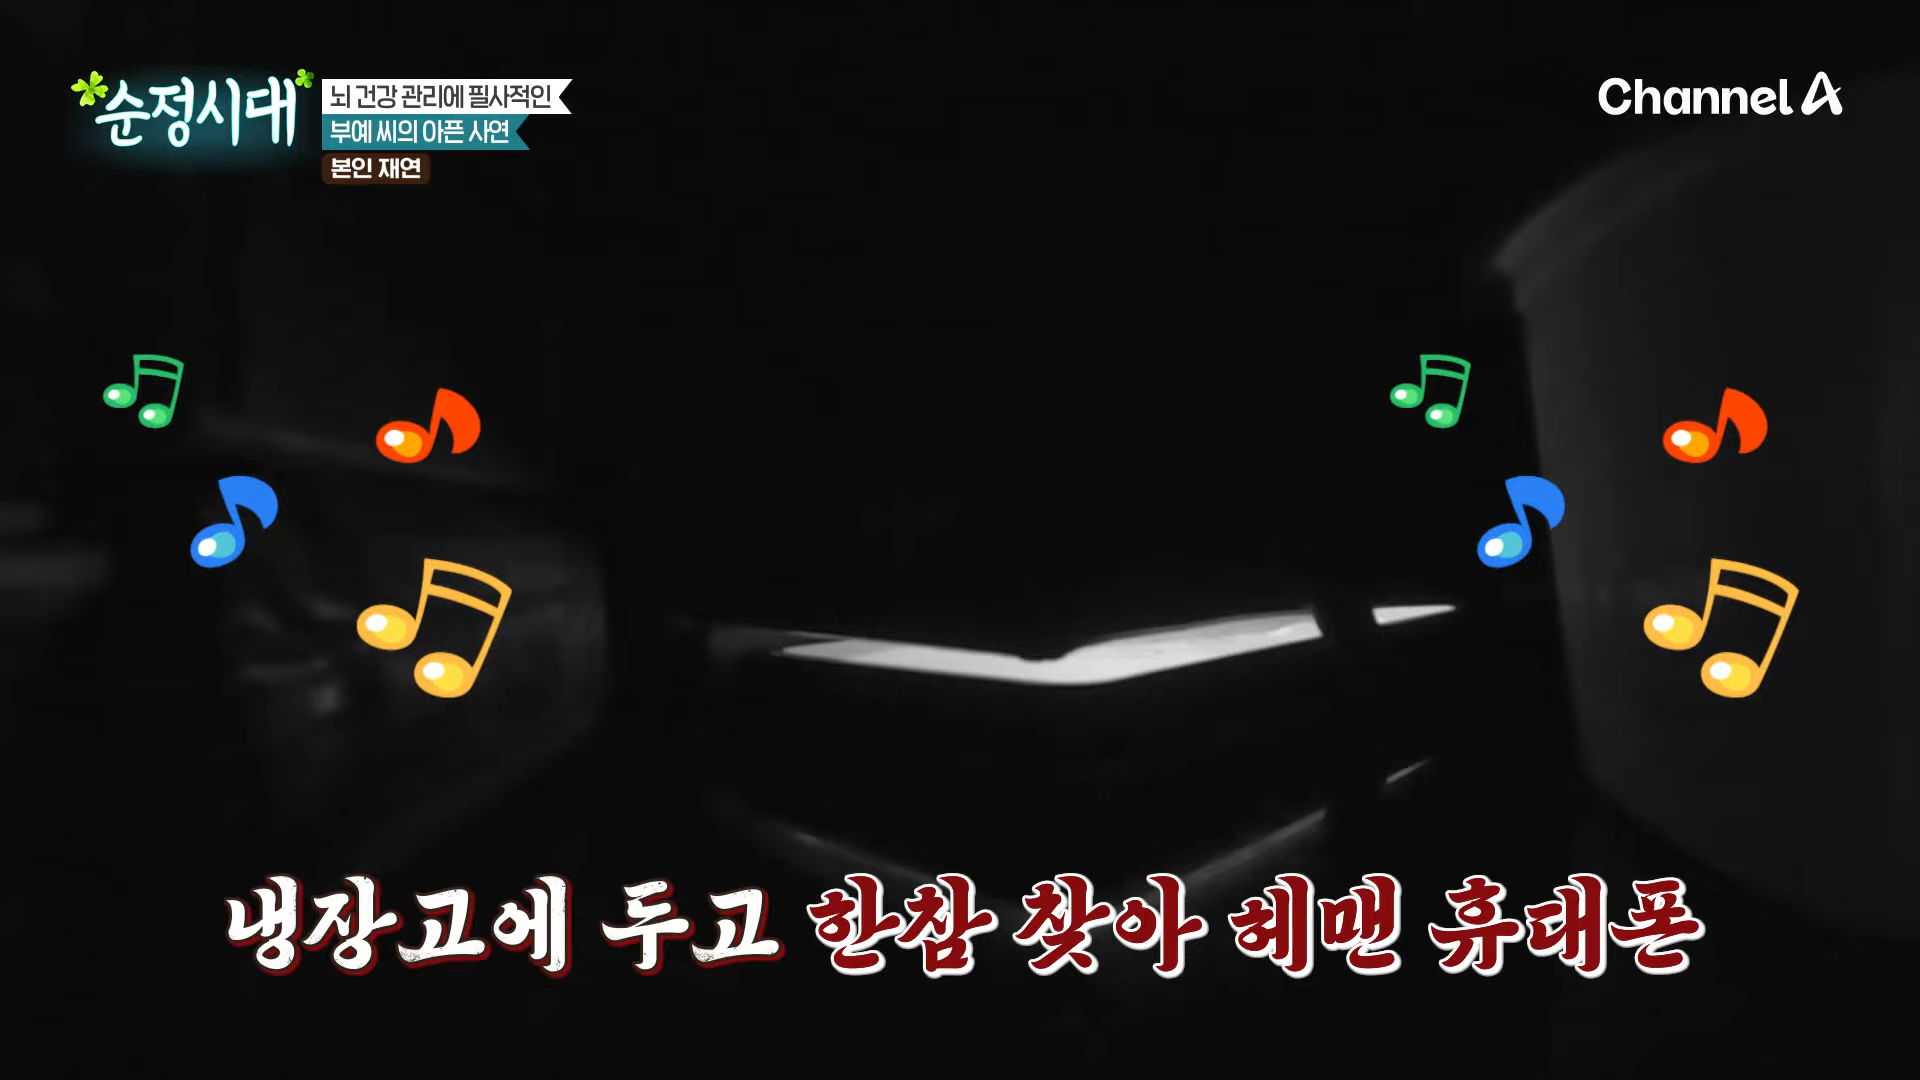 순정시대
뇌 건강 관리에 필사적인
부예 씨의 아픈 사연
본인 재연
Channel A
냉장고에 두고 한참 찾아 헤맨 휴대폰